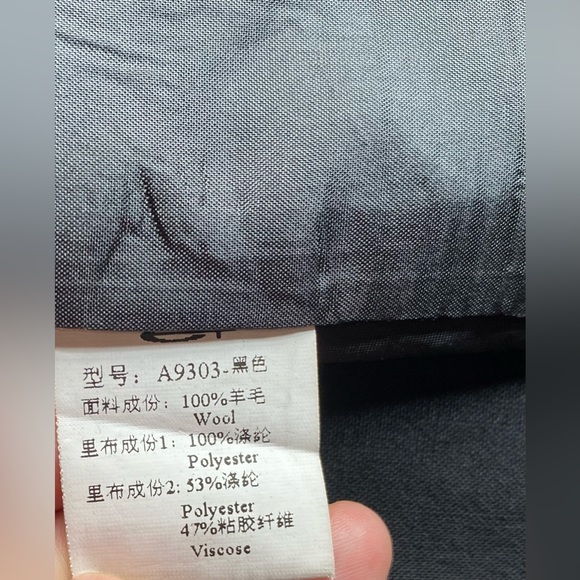 型号: A9303-黑色
面料成份: 100%羊毛
Wool
里布成份1: 100%涤纶
Polyester
里布成份2: 53%涤纶
Polyester
47%粘胶纤维
Viscose